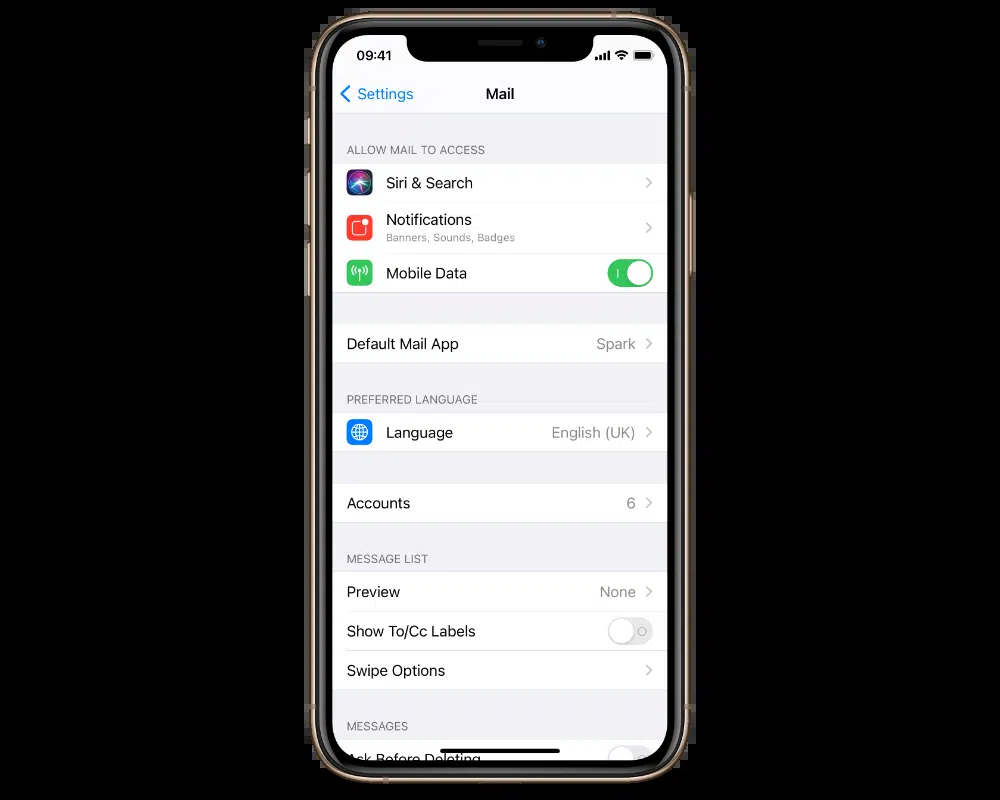 09:41
Settings
Mail
ALLOW MAIL TO ACCESS
Siri & Search
Notifications
Banners, Sounds, Badges
Mobile Data
Default Mail App Spark
PREFERRED LANGUAGE
Language English (UK)
Accounts 6
MESSAGE LIST
Preview None
Show To/Cc Labels
Swipe Options
MESSAGES
Ask Before Deleting